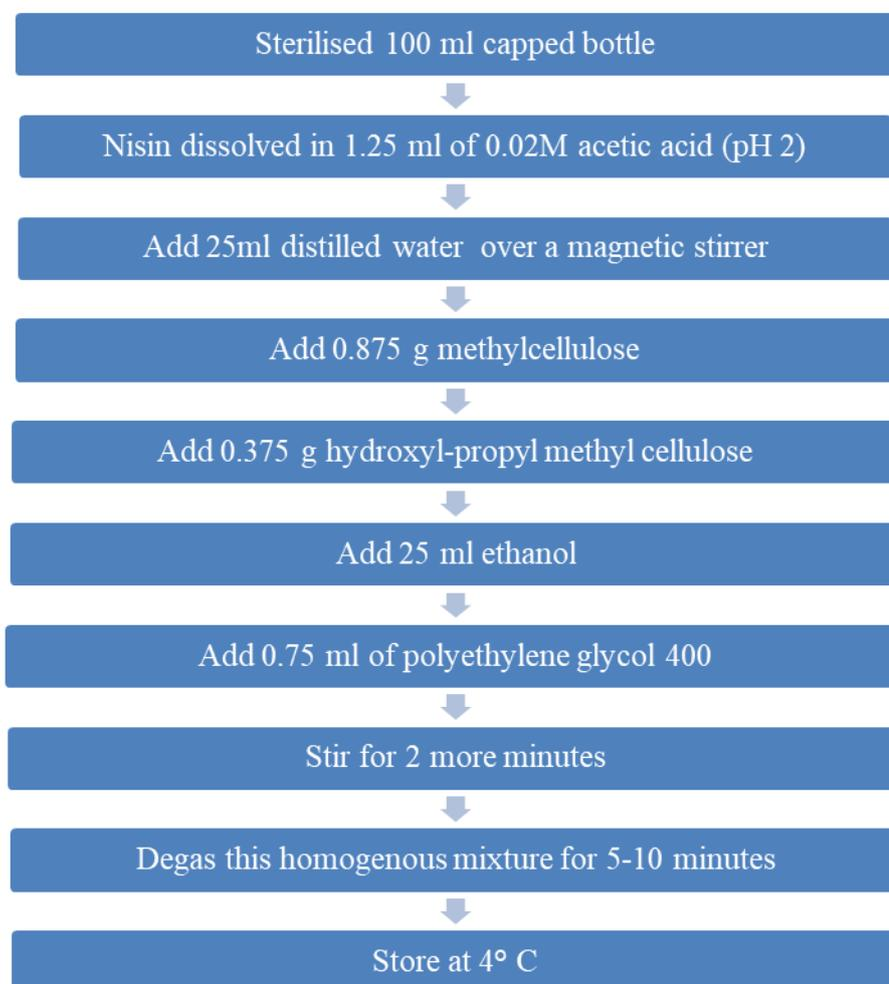 Sterilised 100 ml capped bottle
Nisin dissolved in 1.25 ml of 0.02M acetic acid (pH 2)
Add 25ml distilled water over a magnetic stirrer
Add 0.875 g methylcellulose
Add 0.375 g hydroxyl-propyl methyl cellulose
Add 25 ml ethanol
Add 0.75 ml of polyethylene glycol 400
Stir for 2 more minutes
Degas this homogenous mixture for 5-10 minutes
Store at 4° C